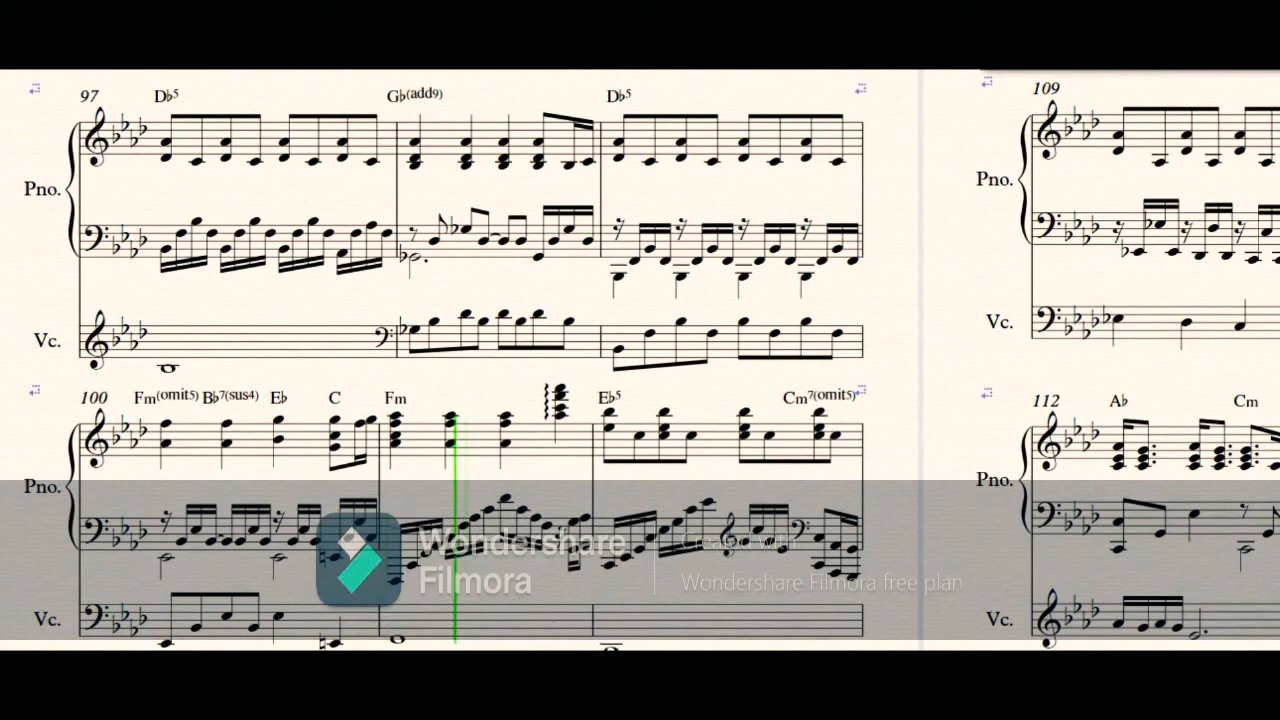 97 D♭5 G♭(add9) D♭5
Pno.
Vc.
100 Fm(omit5) B♭7(sus4) E♭ C Fm E♭5 Cm7(omit5)
Pno.
Vc.
109
Pno.
Vc.
112 A♭ Cm
Pno.
Vc.
Wondershare
Filmora
Created with
Wondershare Filmora free plan